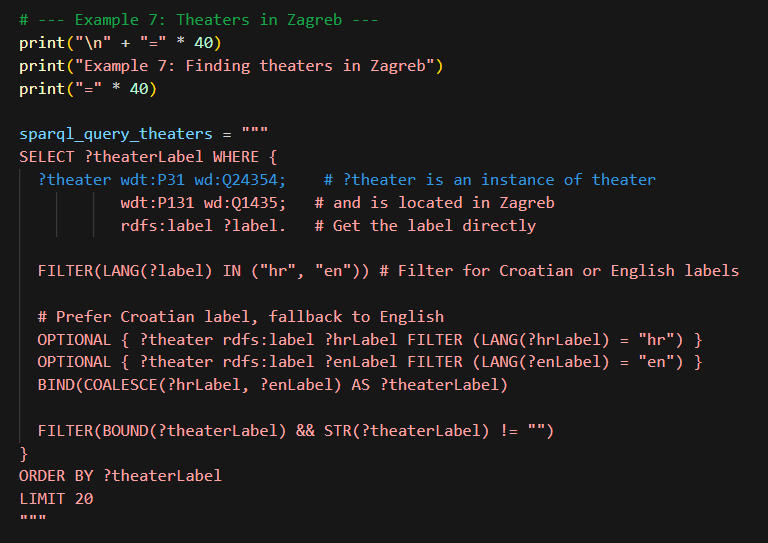 # --- Example 7: Theaters in Zagreb ---
print("\n" + "=" * 40)
print("Example 7: Finding theaters in Zagreb")
print("=" * 40)

sparql_query_theaters = """
SELECT ?theaterLabel WHERE {
  ?theater wdt:P31 wd:Q24354;    # ?theater is an instance of theater
           wdt:P131 wd:Q1435;   # and is located in Zagreb
           rdfs:label ?label.   # Get the label directly

  FILTER(LANG(?label) IN ("hr", "en")) # Filter for Croatian or English labels

  # Prefer Croatian label, fallback to English
  OPTIONAL { ?theater rdfs:label ?hrLabel FILTER (LANG(?hrLabel) = "hr") }
  OPTIONAL { ?theater rdfs:label ?enLabel FILTER (LANG(?enLabel) = "en") }
  BIND(COALESCE(?hrLabel, ?enLabel) AS ?theaterLabel)

  FILTER(BOUND(?theaterLabel) && STR(?theaterLabel) != "")
}
ORDER BY ?theaterLabel
LIMIT 20
"""